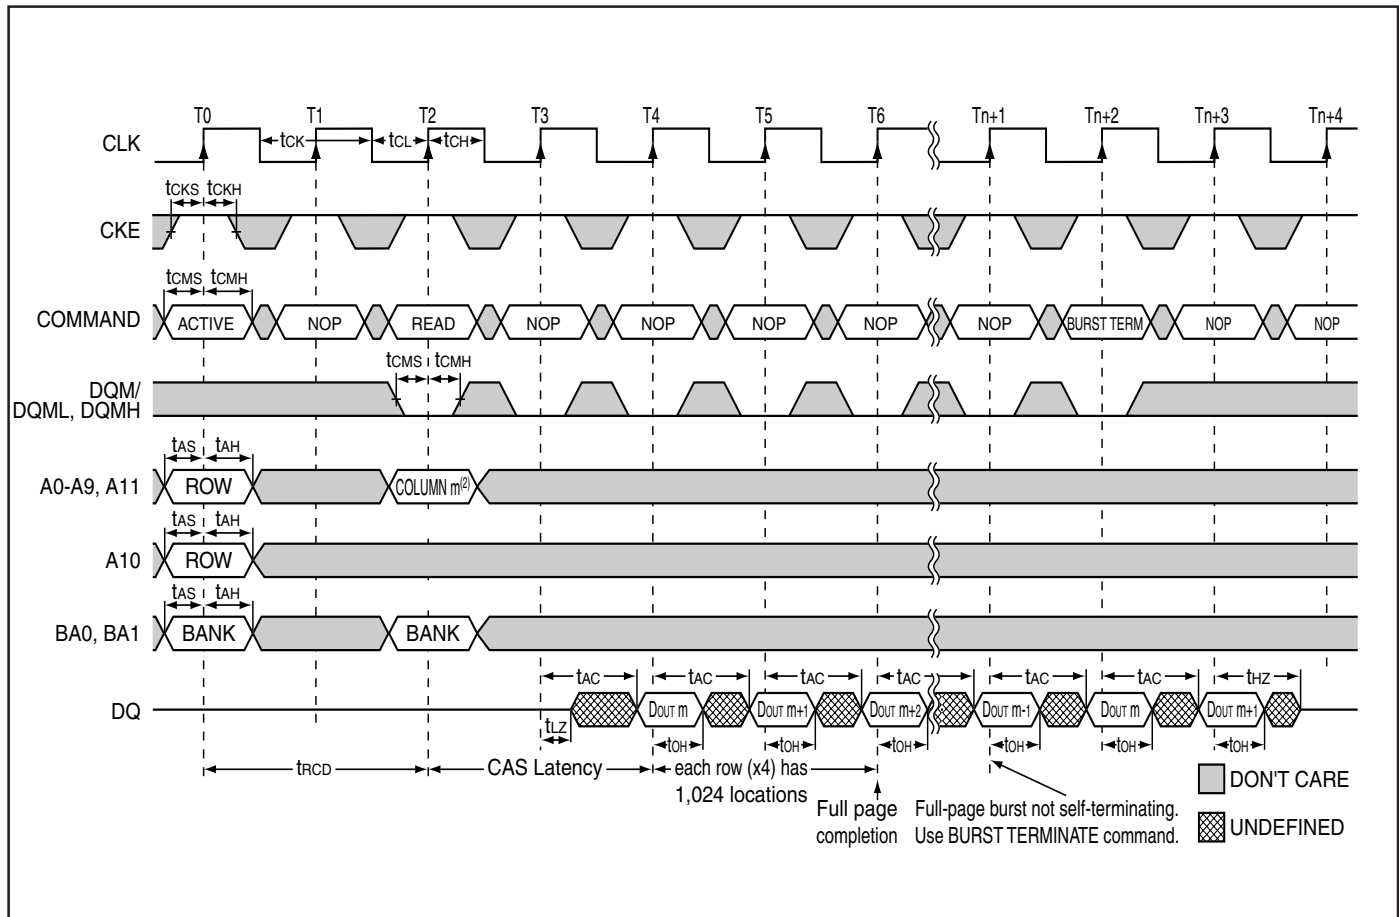 T0 T1 T2 T3 T4 T5 T6 Tn+1 Tn+2 Tn+3 Tn+4
CLK
tCK tCL tCH
tCKS tCKH
CKE
tCMS tCMH
COMMAND
ACTIVE NOP READ NOP NOP NOP NOP NOP BURST TERM NOP NOP
tCMS tCMH
DQM/
DQML, DQMH
tAS tAH
A0-A9, A11
ROW COLUMN m(2)
tAS tAH
A10
ROW
tAS tAH
BA0, BA1
BANK BANK
tAC tAC tAC tAC tAC tAC tHZ
DQ
DOUT m DOUT m+1 DOUT m+2 DOUT m-1 DOUT m DOUT m+1
tLZ tOH tOH tOH tOH tOH tOH
tRCD CAS Latency each row (x4) has
1,024 locations
Full page
completion
Full-page burst not self-terminating.
Use BURST TERMINATE command.
DON'T CARE
UNDEFINED